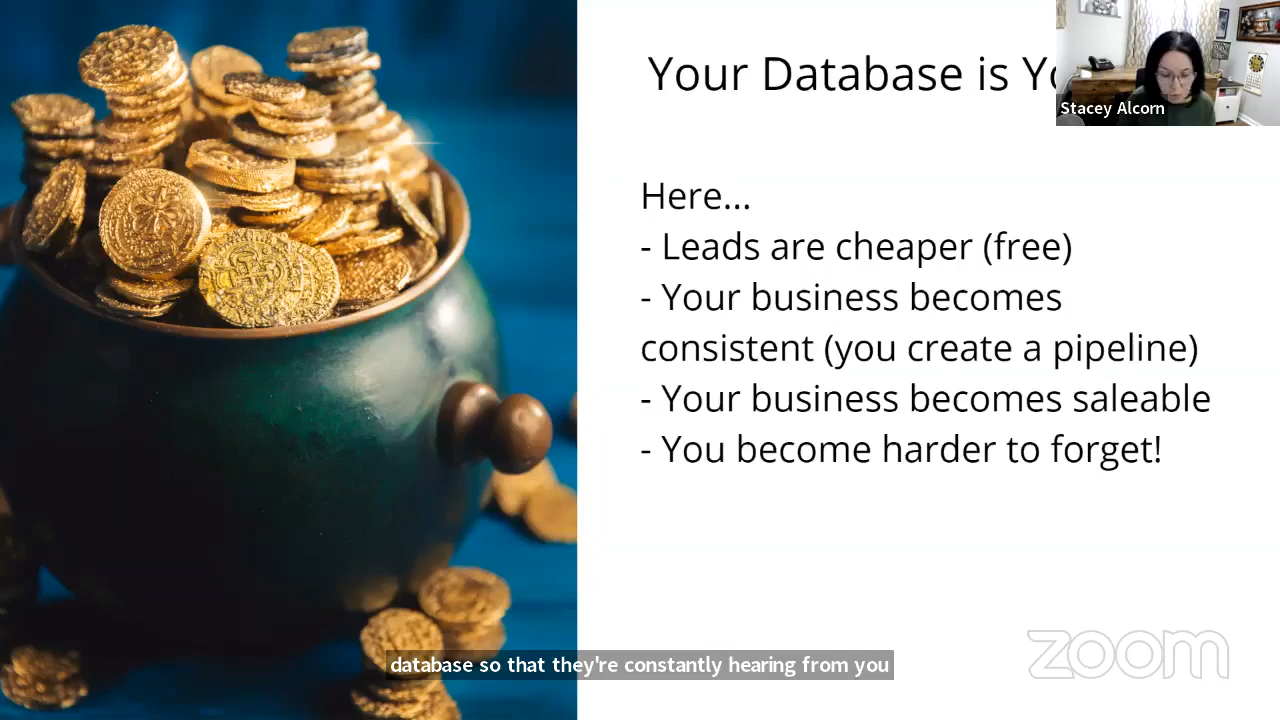 Your Database is Yo
Stacey Alcorn
Here...
- Leads are cheaper (free)
- Your business becomes
consistent (you create a pipeline)
- Your business becomes saleable
- You become harder to forget!
database so that they're constantly hearing from you
zoom